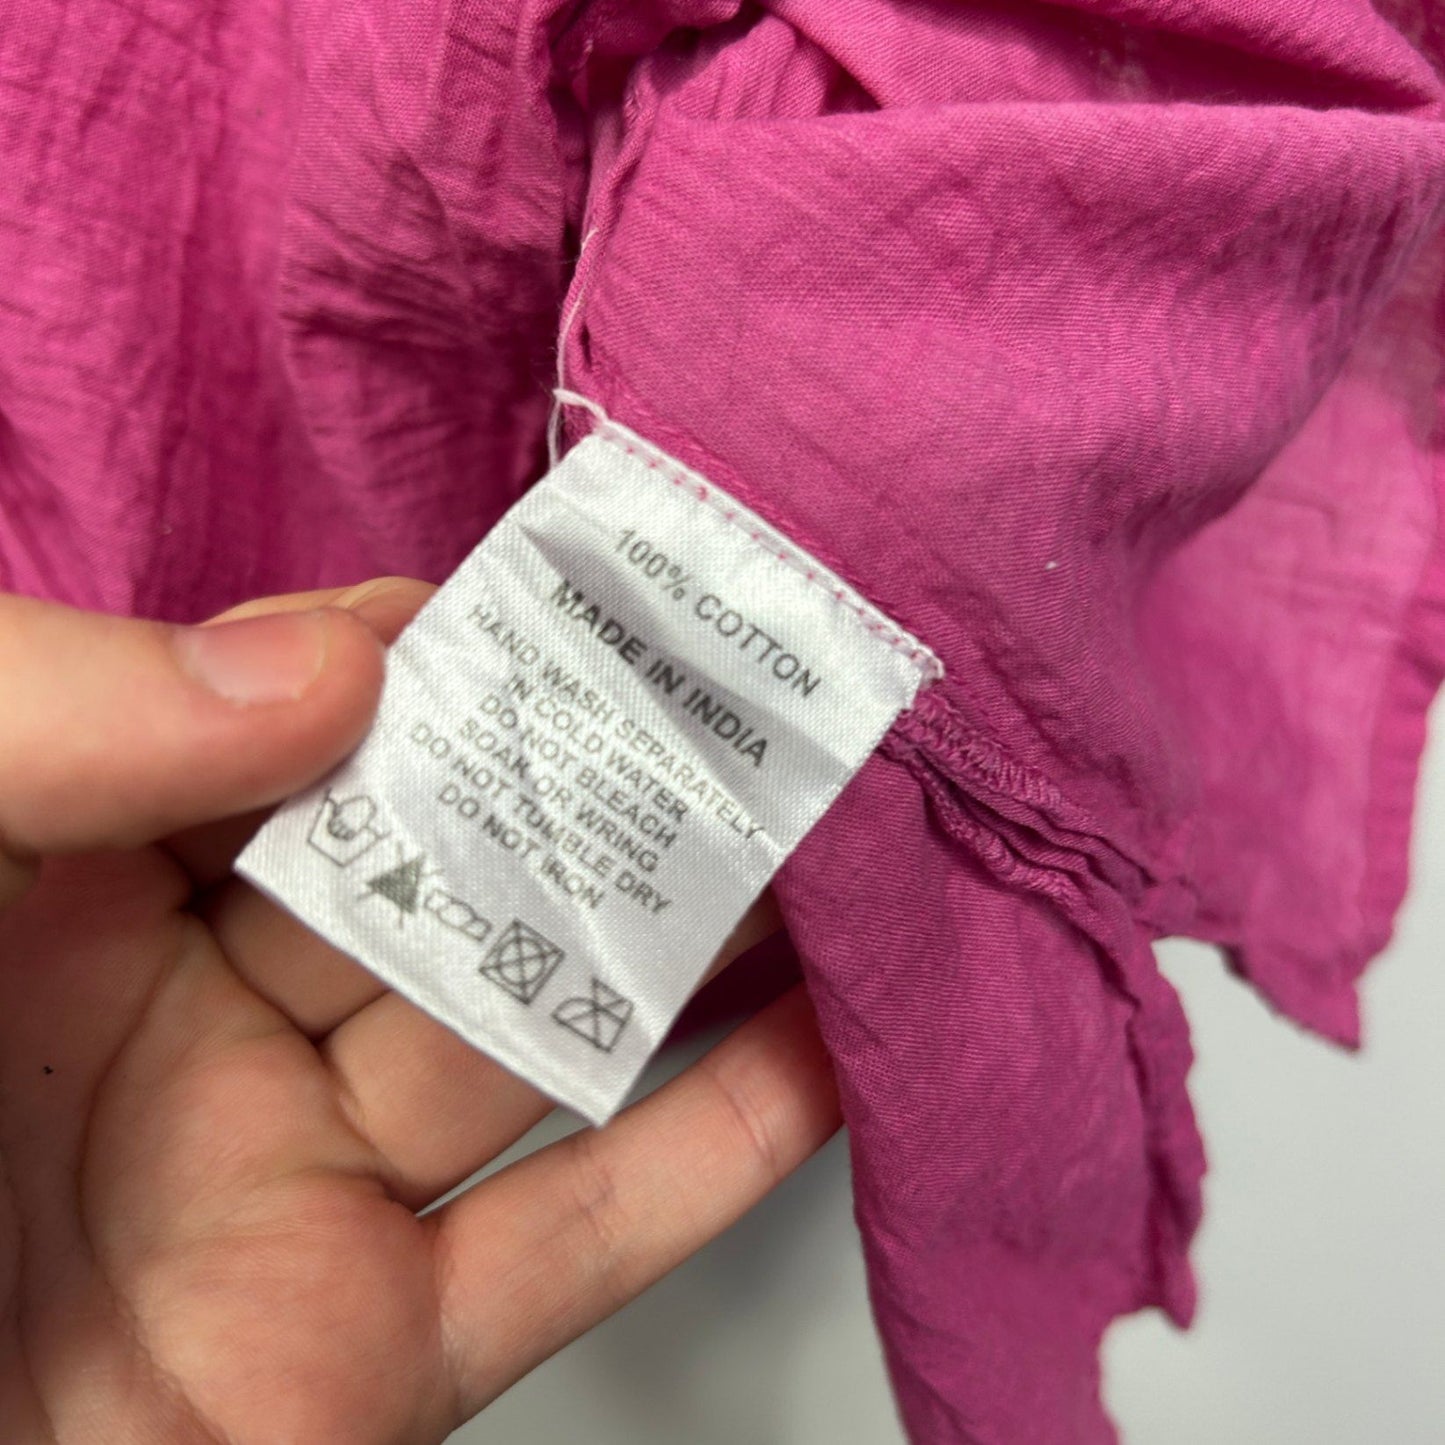 100% COTTON
MADE IN INDIA
HAND WASH SEPARATELY
IN COLD WATER
DO NOT BLEACH
SOAK OR WRING
DO NOT TUMBLE DRY
DO NOT IRON